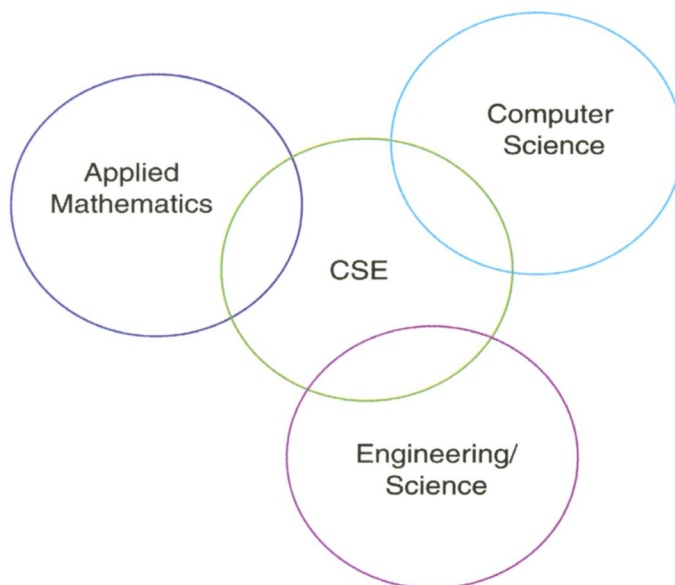 Computer
Science
Applied
Mathematics
CSE
Engineering/
Science